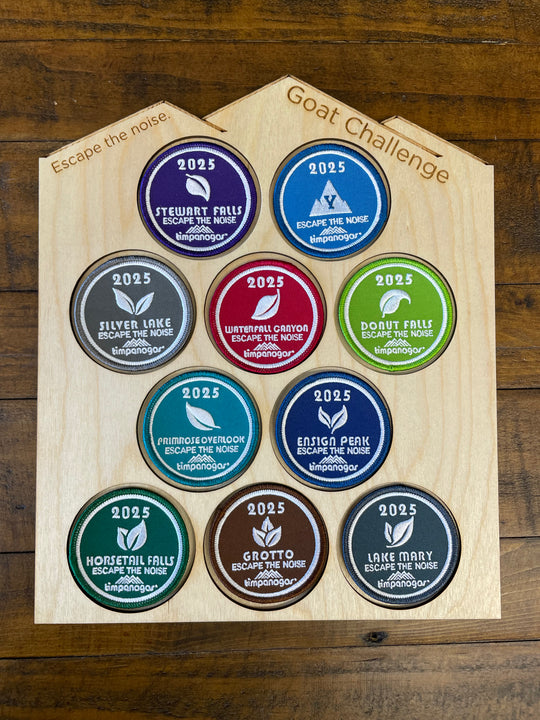 Escape the noise.
Goat Challenge
2025
STEWART FALLS
ESCAPE THE NOISE
timpanogos
2025
Y
ESCAPE THE NOISE
timpanogos
2025
SILVER LAKE
ESCAPE THE NOISE
timpanogos
2025
WATERFALL CANYON
ESCAPE THE NOISE
timpanogos
2025
DONUT FALLS
ESCAPE THE NOISE
timpanogos
2025
PRIMROSE OVERLOOK
ESCAPE THE NOISE
timpanogos
2025
ENSIGN PEAK
ESCAPE THE NOISE
timpanogos
2025
HORSETAIL FALLS
ESCAPE THE NOISE
timpanogos
2025
GROTTO
ESCAPE THE NOISE
timpanogos
2025
LAKE MARY
ESCAPE THE NOISE
timpanogos